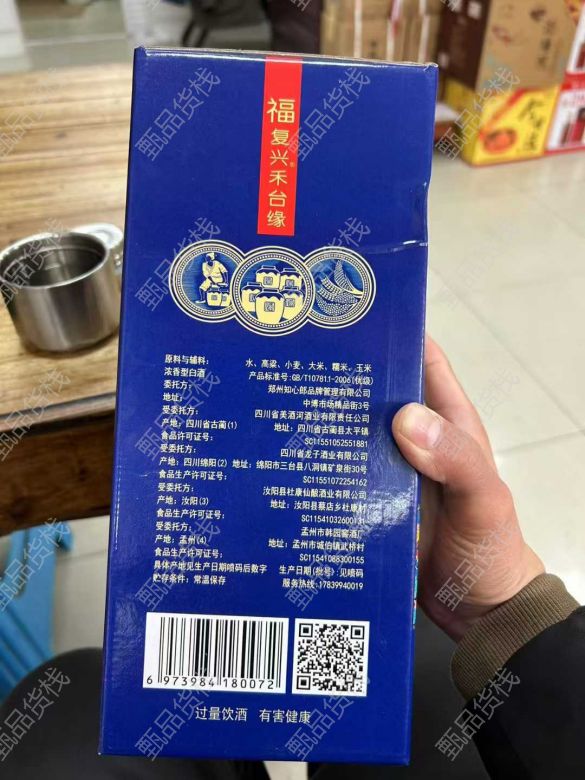 福
复兴禾台缘
原料与辅料: 水、高粱、小麦、大米、糯米、玉米
浓香型白酒 产品标准号:GB/T10781.1-2006(优级)
委托方: 郑州知心郎品牌管理有限公司
地址: 中博市场精品街3号
受委托方: 四川省美酒河酒业有限责任公司
产地:四川省古蔺(1) 地址:四川省古蔺县太平镇
食品许可证号: SC11551052551881
受委托方: 四川省龙子酒业有限公司
产地:四川绵阳(2) 地址:绵阳市三台县八洞镇矿泉街30号
食品生产许可证号: SC11551072254162
受委托方: 汝阳县杜康仙酿酒业有限公司
产地:汝阳(3) 地址:汝阳县蔡店乡杜康村
食品生产许可证号: SC11541032600131
受委托方: 孟州市韩园窖酒厂
产地:孟州(4) 地址:孟州市城伯镇武桥村
食品生产许可证号: SC11541088300155
具体产地见生产日期喷码后数字 生产日期(批号):见喷码
贮存条件:常温保存 服务热线:17839940019
6 973984 180072
过量饮酒 有害健康
甄品货栈